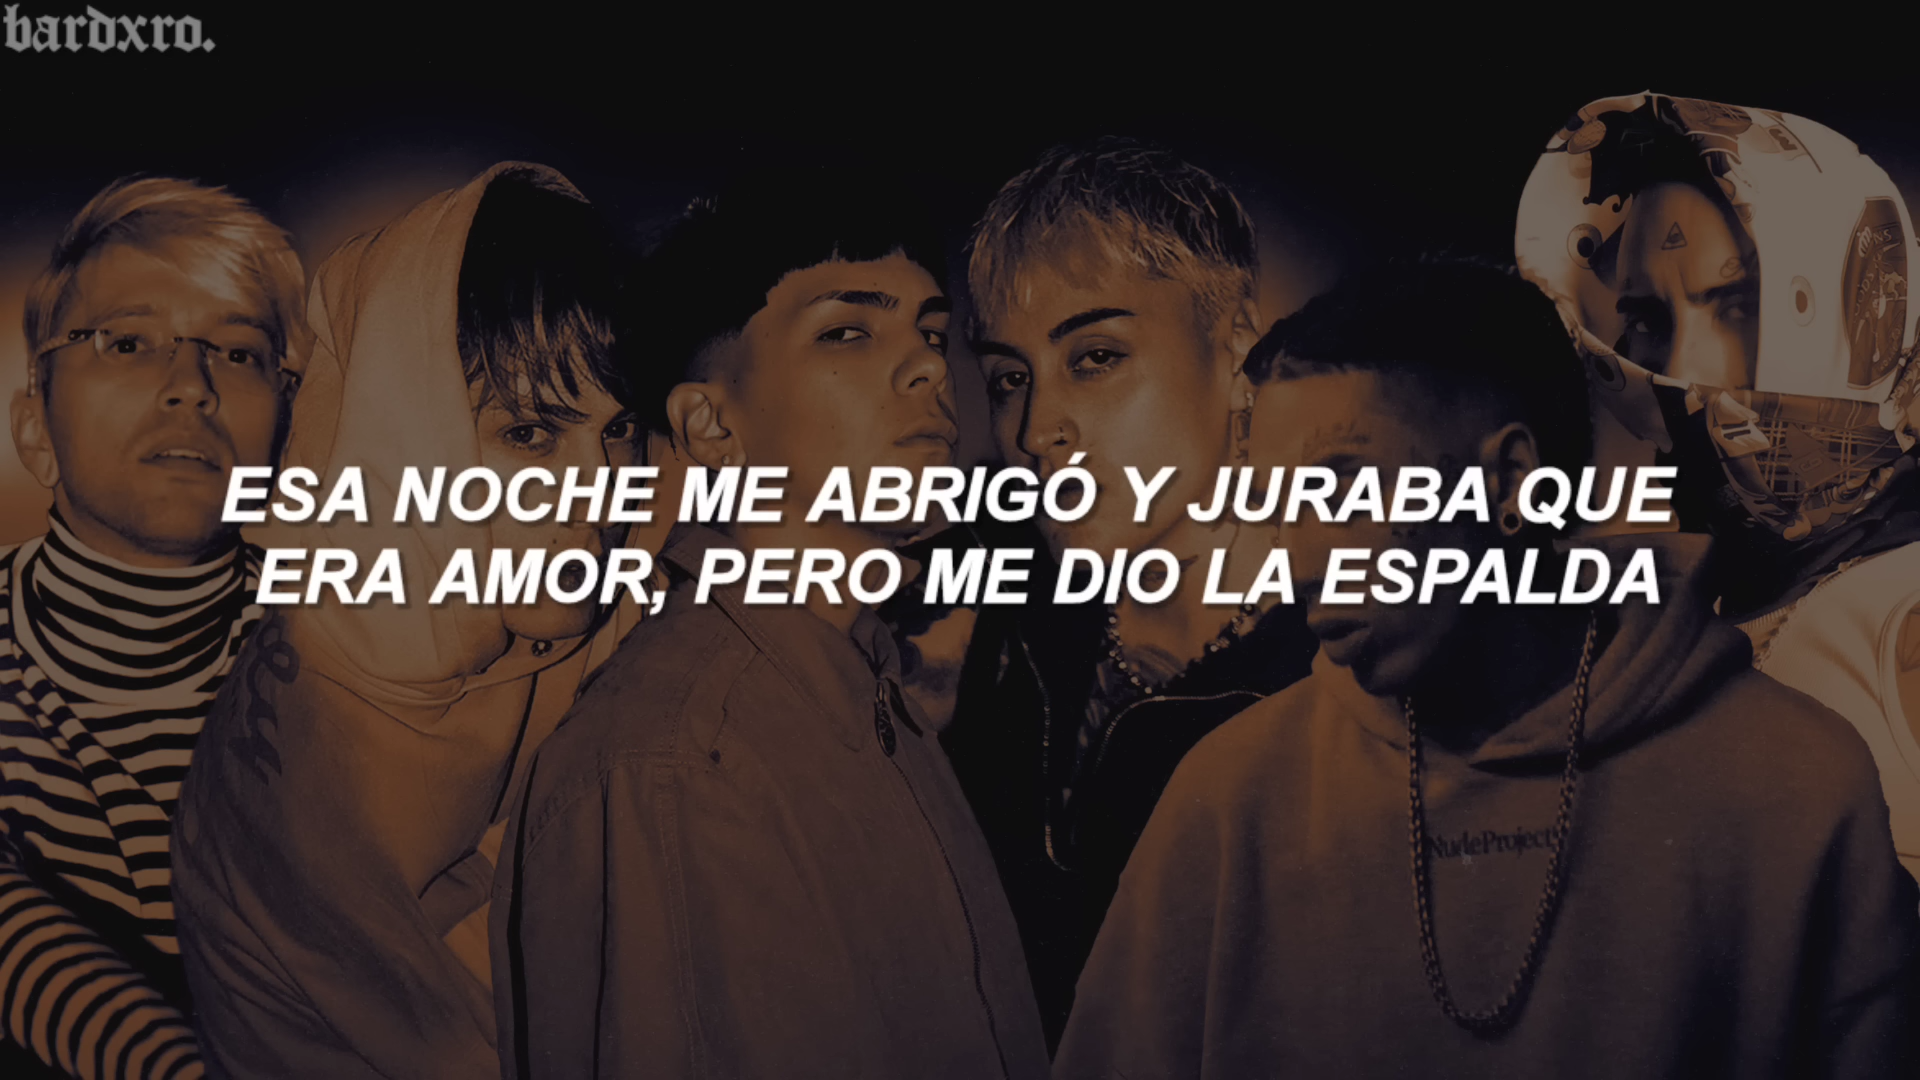 bardxro.
ESA NOCHE ME ABRIGÓ Y JURABA QUE
ERA AMOR, PERO ME DIO LA ESPALDA
NudeProject